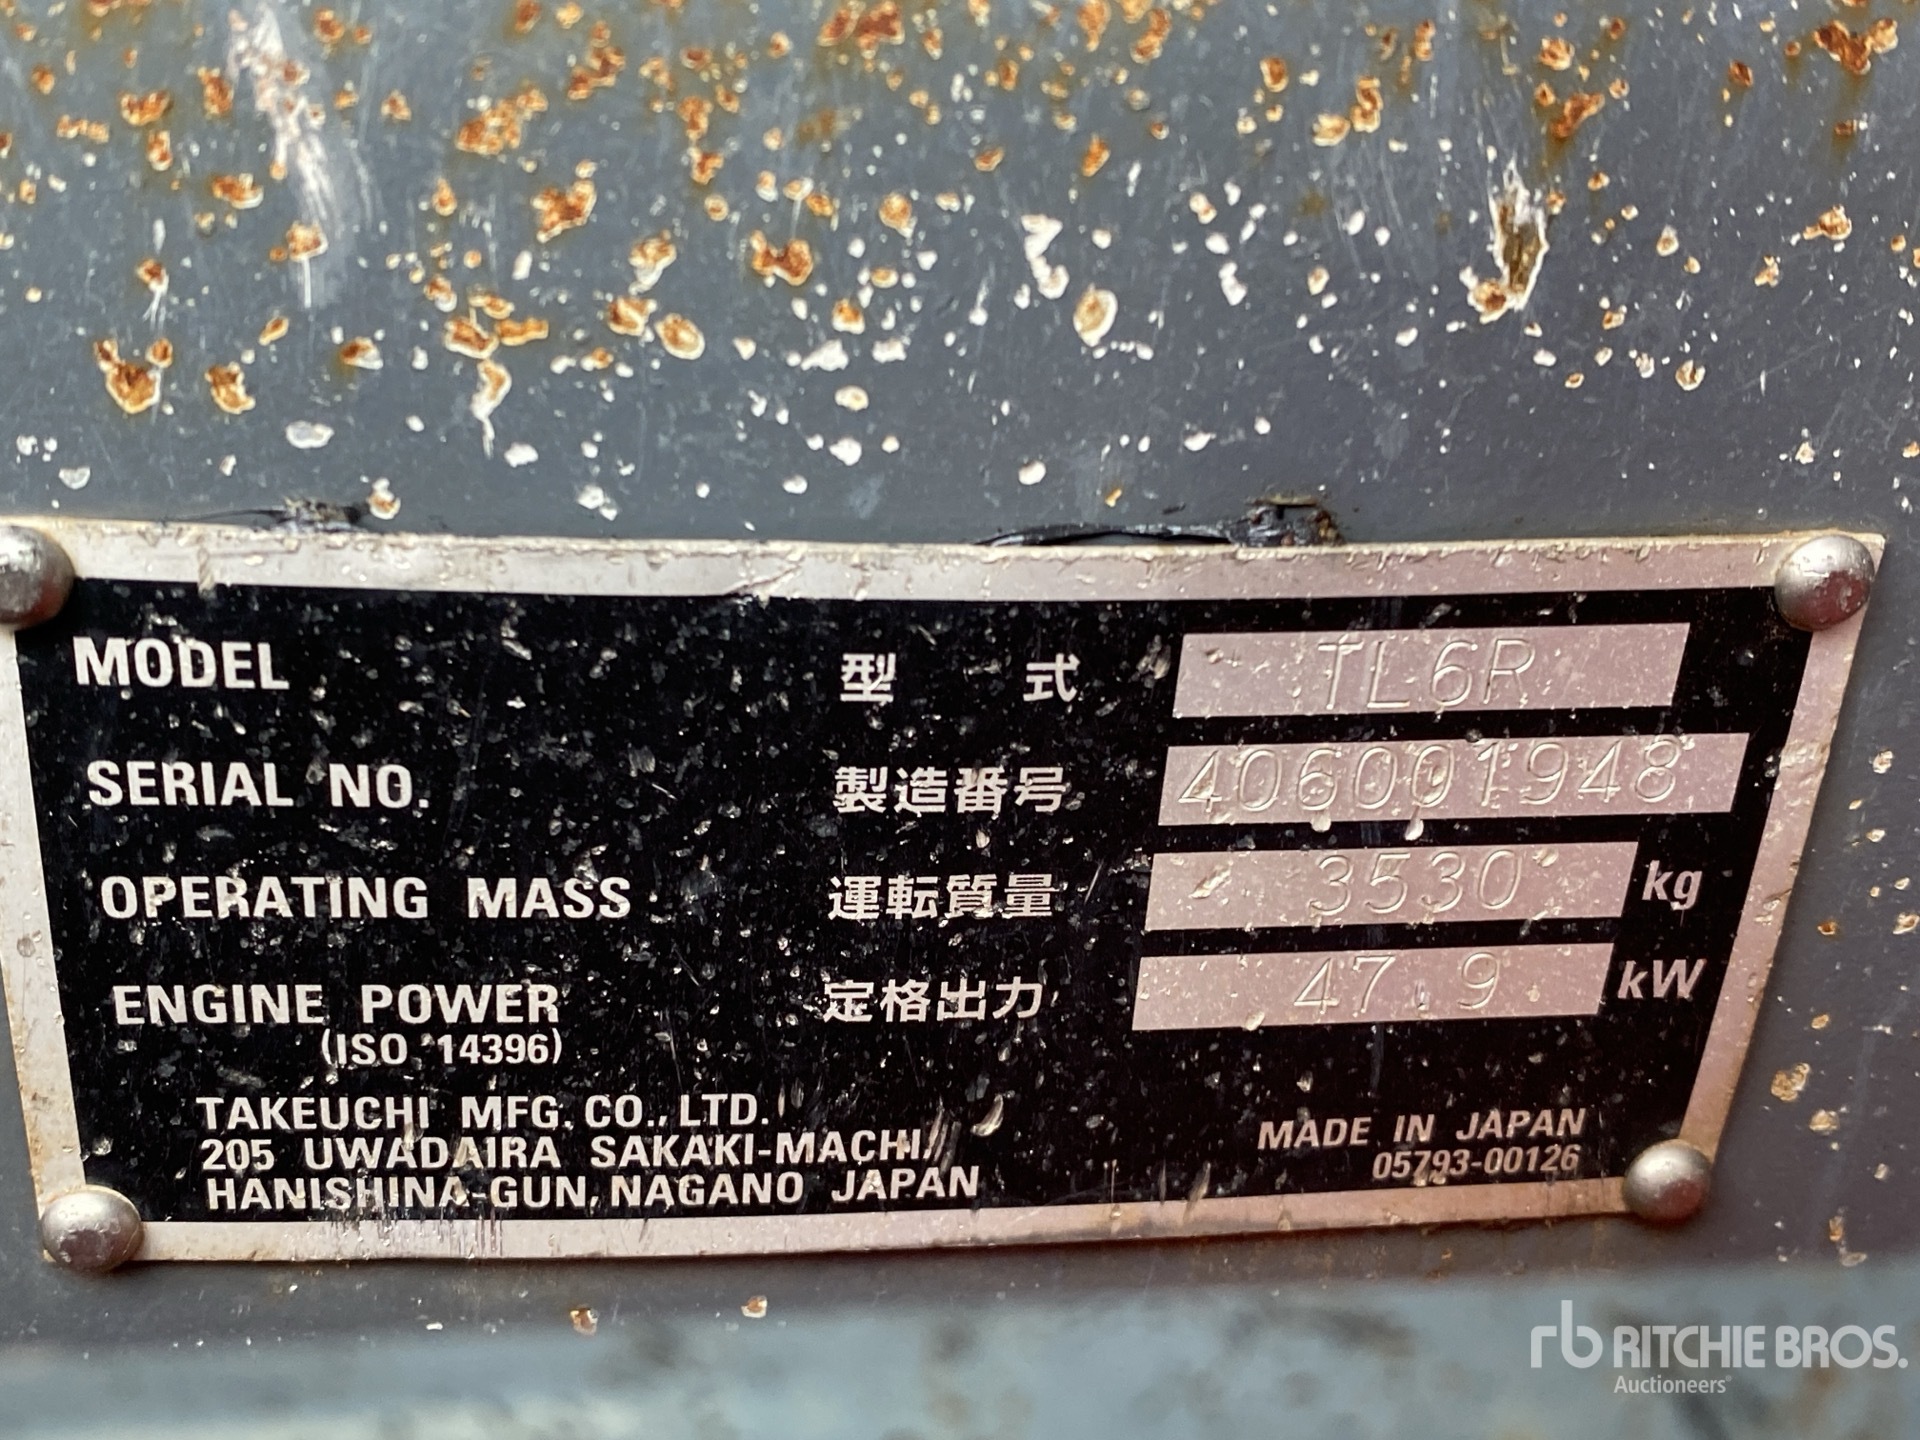 MODEL 型 式 TL6R
SERIAL NO. 製造番号 406001948
OPERATING MASS 運転質量 3530 kg
ENGINE POWER 定格出力 47.9 kW
(ISO 14396)
TAKEUCHI MFG. CO., LTD.
205 UWADAIRA SAKAKI-MACHI
HANISHINA-GUN, NAGANO JAPAN
MADE IN JAPAN
05793-00126
rb RITCHIE BROS.
Auctioneers